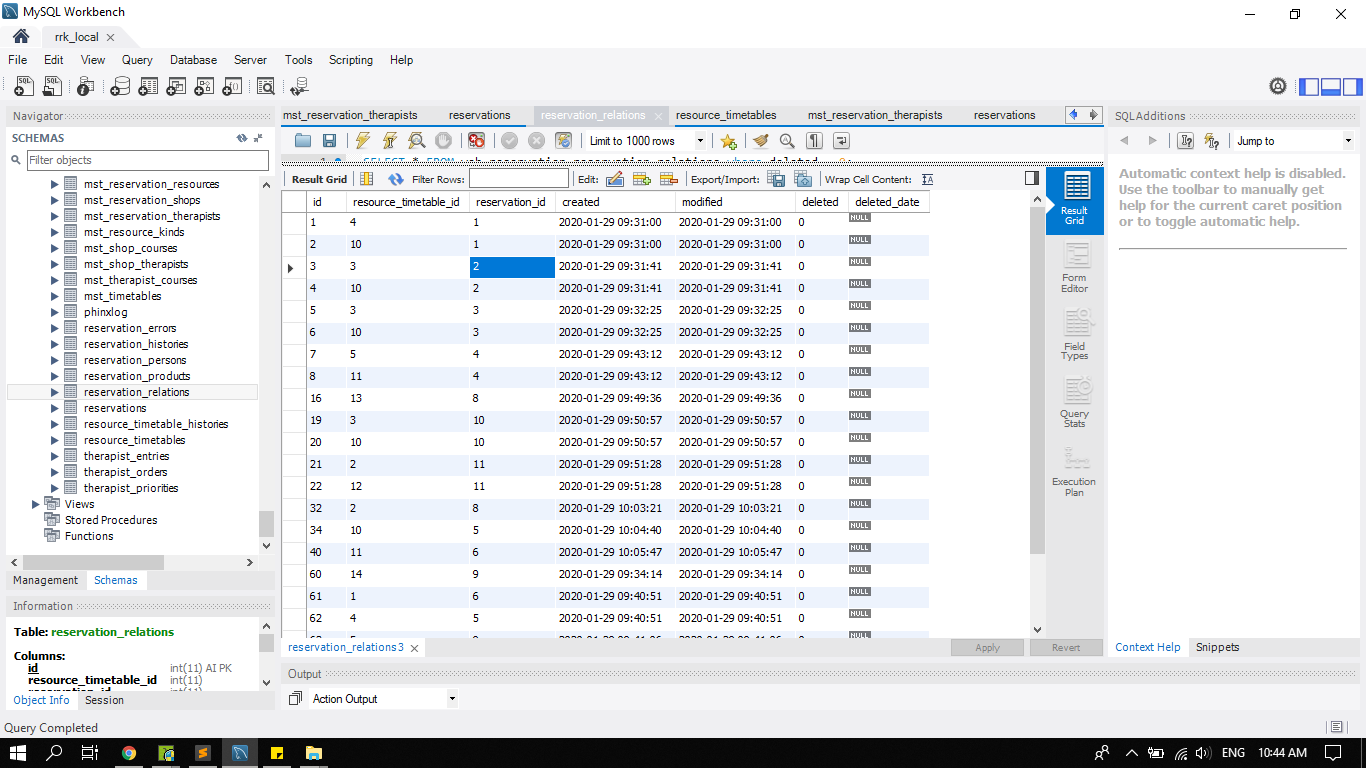 MySQL Workbench
rrk_local
File Edit View Query Database Server Tools Scripting Help
Navigator
SCHEMAS
Filter objects
mst_reservation_resources
mst_reservation_shops
mst_reservation_therapists
mst_resource_kinds
mst_shop_courses
mst_shop_therapists
mst_therapist_courses
mst_timetables
phinxlog
reservation_errors
reservation_histories
reservation_persons
reservation_products
reservation_relations
reservations
resource_timetable_histories
resource_timetables
therapist_entries
therapist_orders
therapist_priorities
Views
Stored Procedures
Functions
Management Schemas
Information
Table: reservation_relations
Columns:
id int(11) AI PK
resource_timetable_id int(11)
reservation_id int(11)
Object Info Session
mst_reservation_therapists reservations reservation_relations resource_timetables mst_reservation_therapists reservations
Limit to 1000 rows
Result Grid Filter Rows: Edit: Export/Import: Wrap Cell Content:
id resource_timetable_id reservation_id created modified deleted deleted_date
1 4 1 2020-01-29 09:31:00 2020-01-29 09:31:00 0 NULL
2 10 1 2020-01-29 09:31:00 2020-01-29 09:31:00 0 NULL
3 3 2 2020-01-29 09:31:41 2020-01-29 09:31:41 0 NULL
4 10 2 2020-01-29 09:31:41 2020-01-29 09:31:41 0 NULL
5 3 3 2020-01-29 09:32:25 2020-01-29 09:32:25 0 NULL
6 10 3 2020-01-29 09:32:25 2020-01-29 09:32:25 0 NULL
7 5 4 2020-01-29 09:43:12 2020-01-29 09:43:12 0 NULL
8 11 4 2020-01-29 09:43:12 2020-01-29 09:43:12 0 NULL
16 13 8 2020-01-29 09:49:36 2020-01-29 09:49:36 0 NULL
19 3 10 2020-01-29 09:50:57 2020-01-29 09:50:57 0 NULL
20 10 10 2020-01-29 09:50:57 2020-01-29 09:50:57 0 NULL
21 2 11 2020-01-29 09:51:28 2020-01-29 09:51:28 0 NULL
22 12 11 2020-01-29 09:51:28 2020-01-29 09:51:28 0 NULL
32 2 8 2020-01-29 10:03:21 2020-01-29 10:03:21 0 NULL
34 10 5 2020-01-29 10:04:40 2020-01-29 10:04:40 0 NULL
40 11 6 2020-01-29 10:05:47 2020-01-29 10:05:47 0 NULL
60 14 9 2020-01-29 09:34:14 2020-01-29 09:34:14 0 NULL
61 1 6 2020-01-29 09:40:51 2020-01-29 09:40:51 0 NULL
62 4 5 2020-01-29 09:40:51 2020-01-29 09:40:51 0 NULL
reservation_relations 3
Apply Revert
Output
Action Output
Result
Grid
Form
Editor
Field
Types
Query
Stats
Execution
Plan
SQLAdditions
Jump to
Automatic context help is disabled.
Use the toolbar to manually get
help for the current caret position
or to toggle automatic help.
Context Help Snippets
Query Completed
ENG 10:44 AM